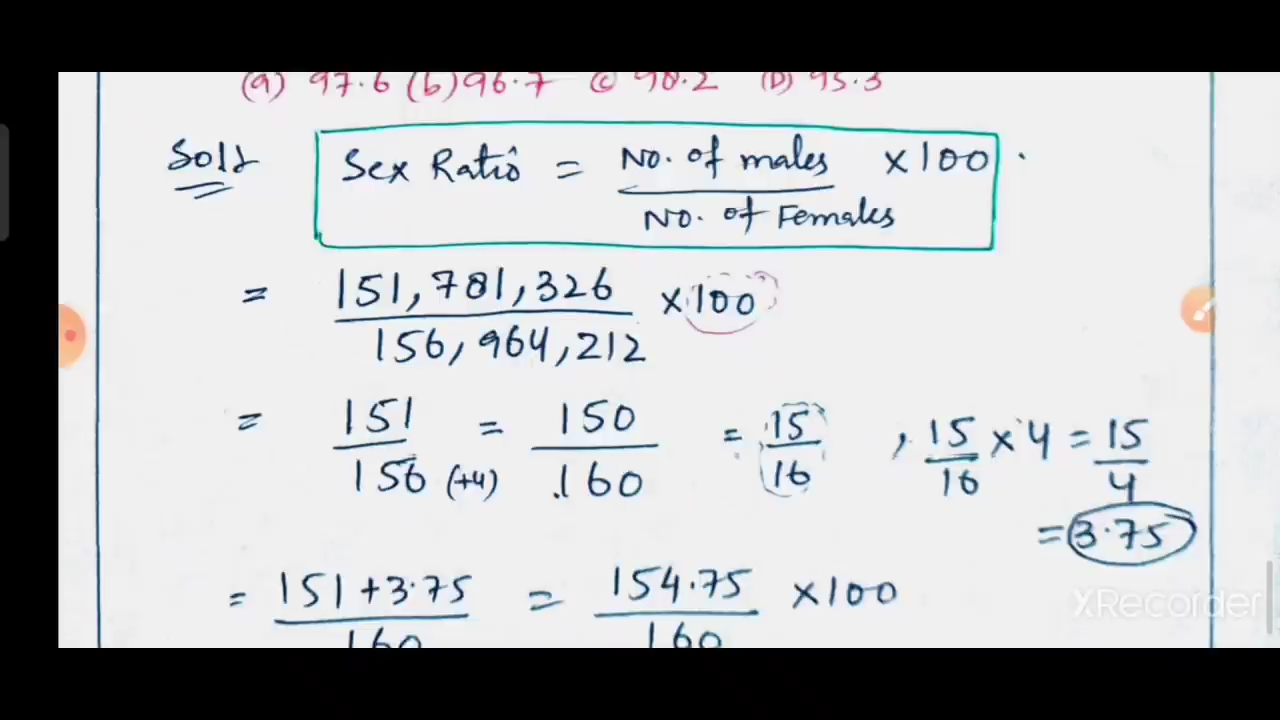 (a) 97.6 (b) 96.7 (c) 98.2 (D) 95.3
Soln Sex Ratio = No. of males / No. of Females ×100.
= 151,781,326 / 156,964,212 ×100
= 151 / 156 (+4) = 150 / 160 = 15 / 16 , 15 / 16 × 4 = 15 / 4
= 3.75
= 151+3.75 / 160 = 154.75 / 160 ×100
XRecorder